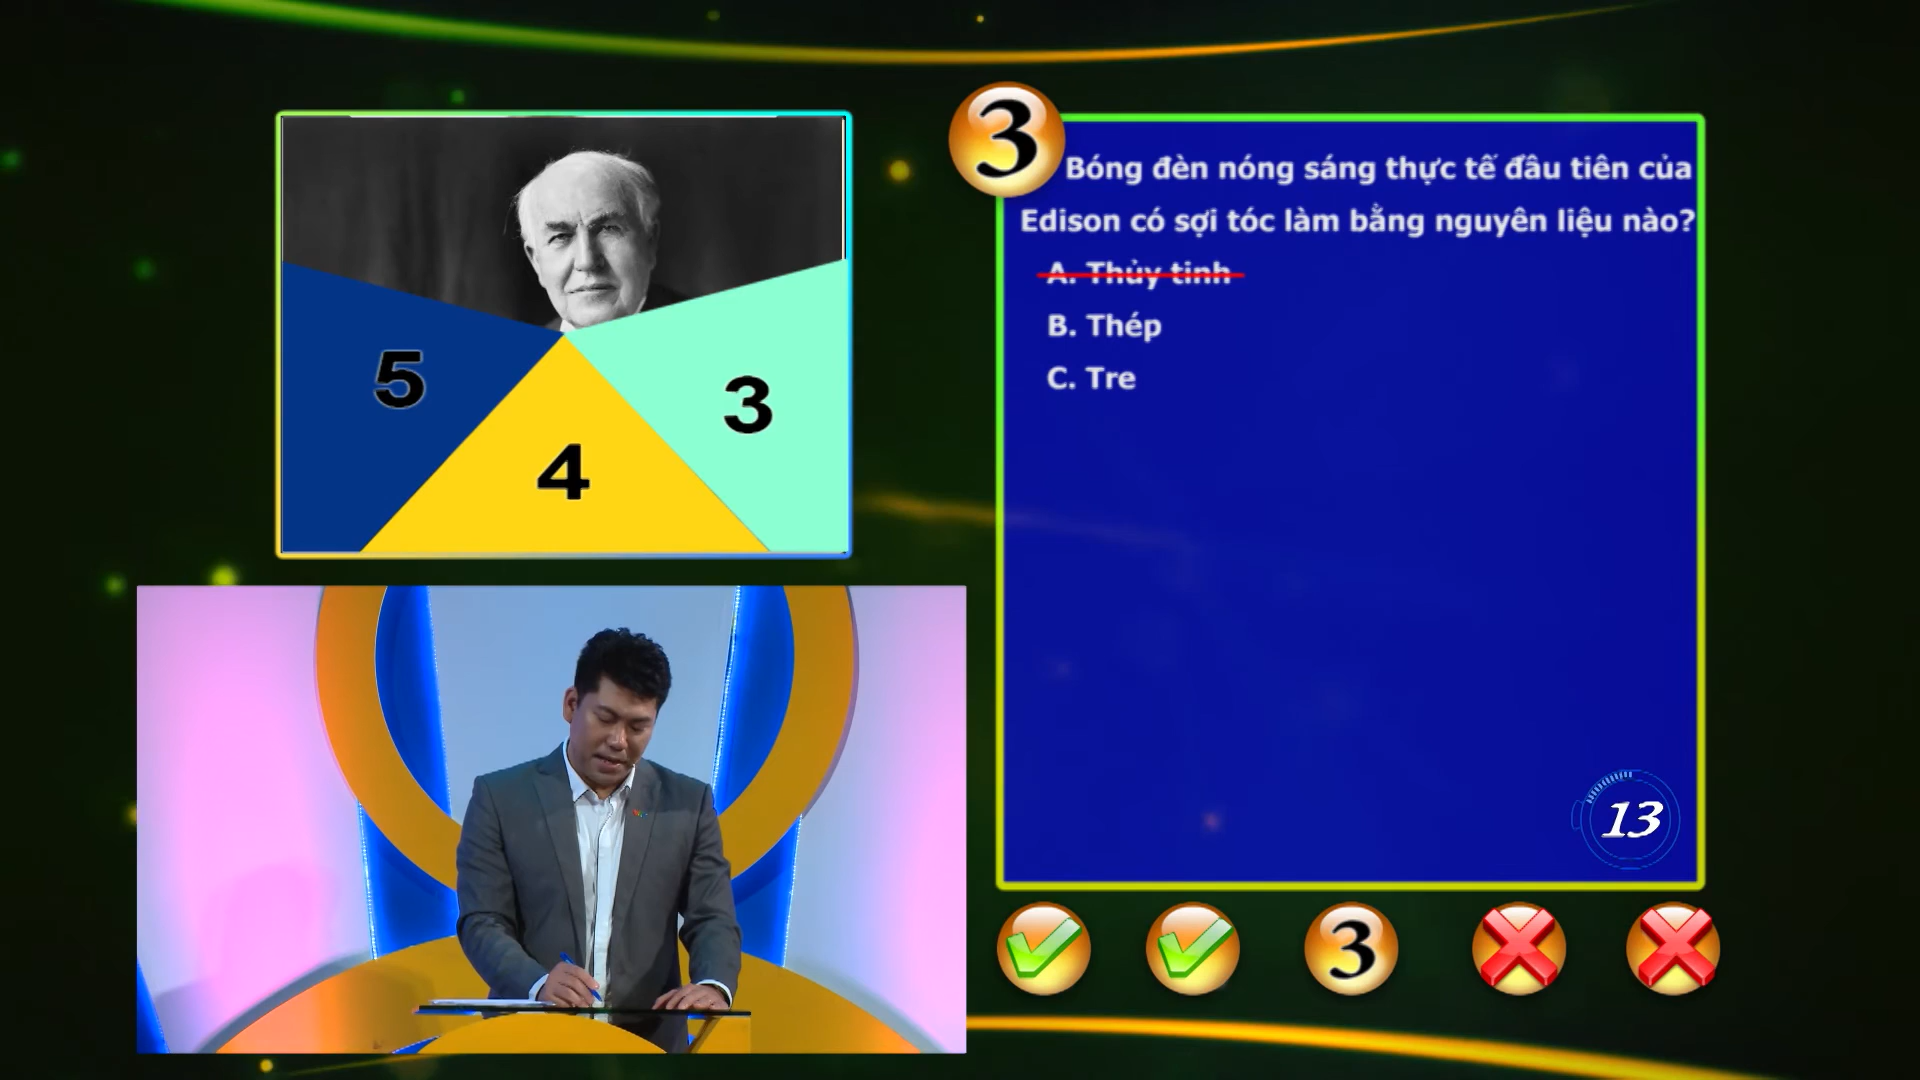 5
4
3
3
Bóng đèn nóng sáng thực tế đầu tiên của
Edison có sợi tóc làm bằng nguyên liệu nào?
A. Thủy tinh
B. Thép
C. Tre
13
3